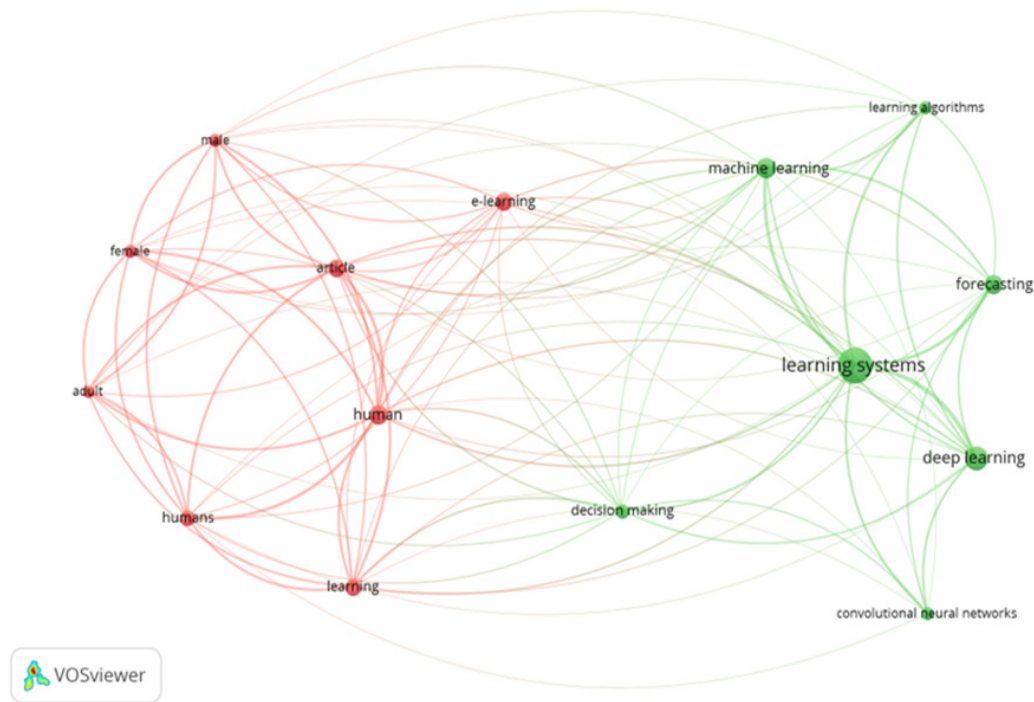 learning algorithms
male
machine learning
e-learning
female
article
forecasting
learning systems
adult
human
deep learning
decision making
humans
learning
convolutional neural networks
VOSviewer